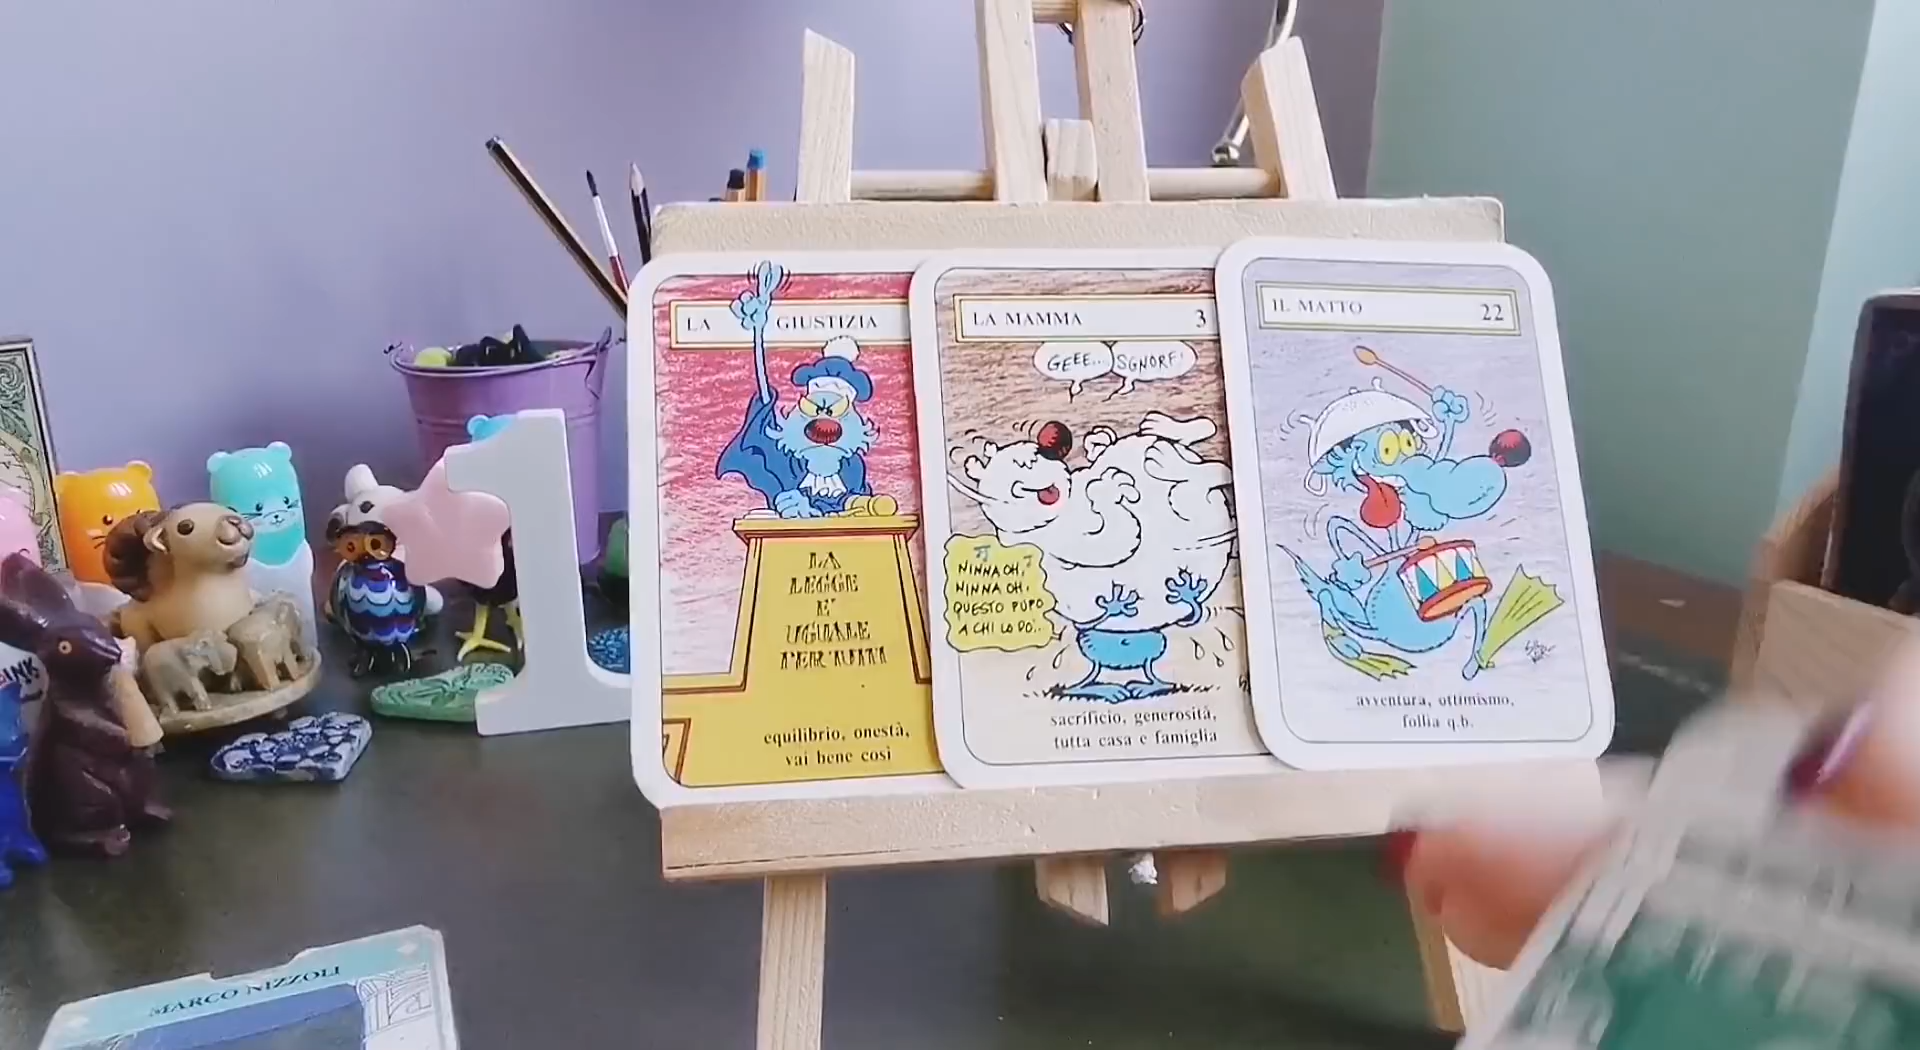 LA GIUSTIZIA
LA
LEGGE
E'
UGUALE
PER TUTTI
equilibrio, onestà,
vai bene così
LA MAMMA 3
GEEE... SGNORF!
NINNA OH,
NINNA OH,
QUESTO PUPO
A CHI LO DO..
sacrificio, generosità,
tutta casa e famiglia
IL MATTO 22
avventura, ottimismo,
follia q.b.
1
INK
MARCO NIZZOLI